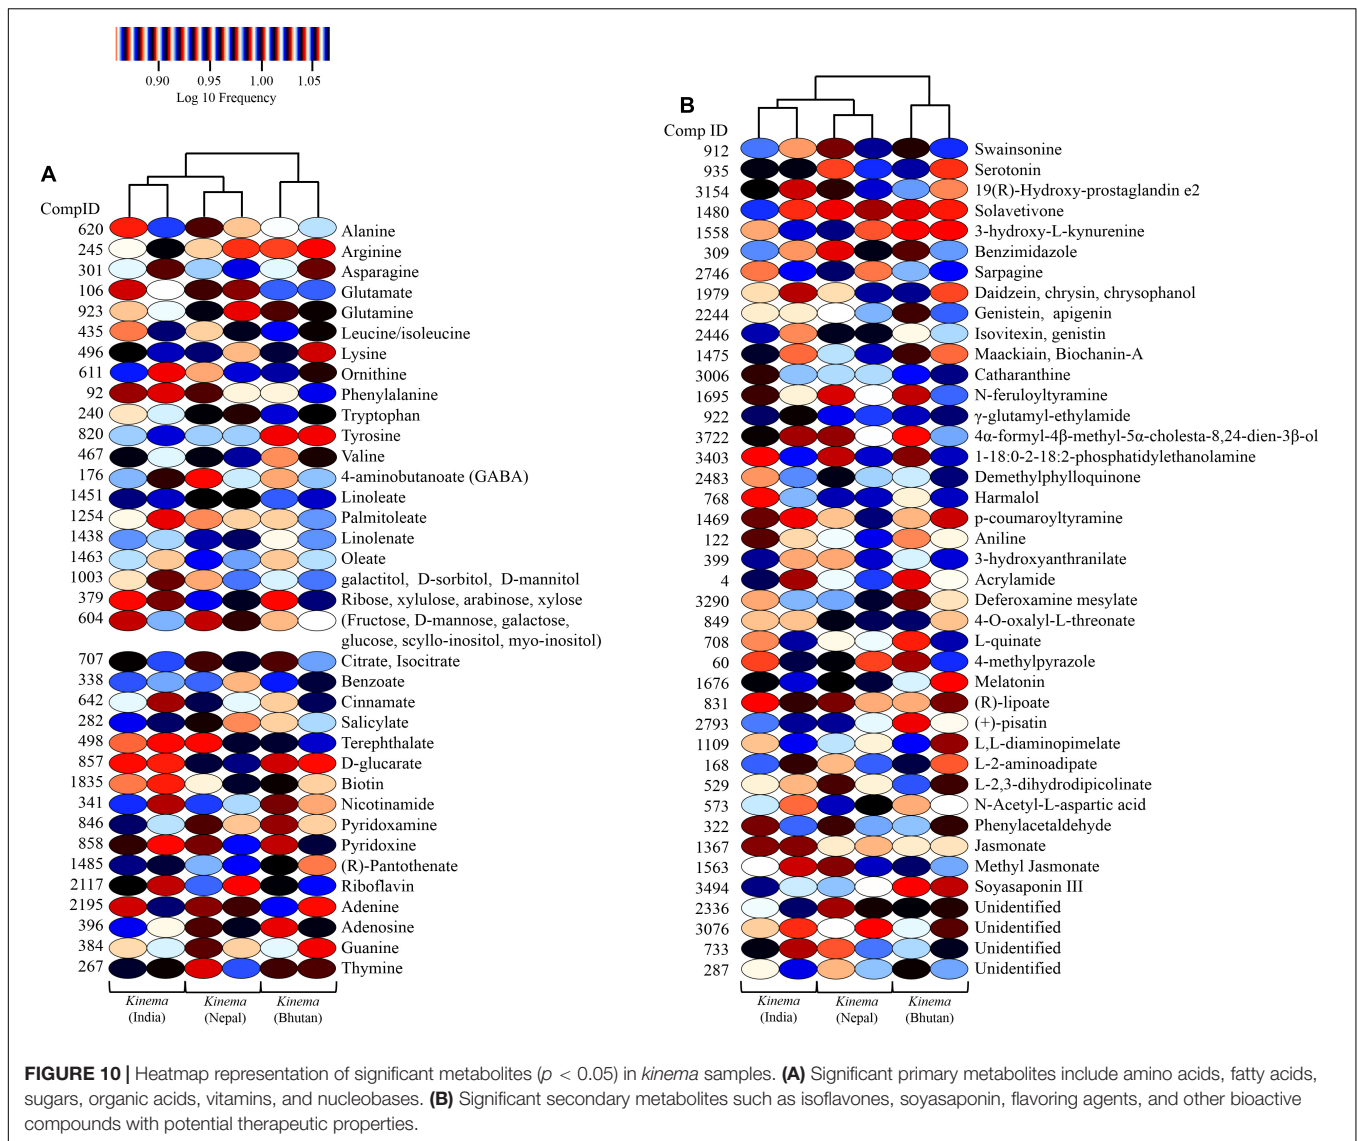 0.90 0.95 1.00 1.05
Log 10 Frequency
A
CompID
620 Alanine
245 Arginine
301 Asparagine
106 Glutamate
923 Glutamine
435 Leucine/isoleucine
496 Lysine
611 Ornithine
92 Phenylalanine
240 Tryptophan
820 Tyrosine
467 Valine
176 4-aminobutanoate (GABA)
1451 Linoleate
1254 Palmitoleate
1438 Linolenate
1463 Oleate
1003 galactitol, D-sorbitol, D-mannitol
379 Ribose, xylulose, arabinose, xylose
604 (Fructose, D-mannose, galactose,
glucose, scyllo-inositol, myo-inositol)
707 Citrate, Isocitrate
338 Benzoate
642 Cinnamate
282 Salicylate
498 Terephthalate
857 D-glucarate
1835 Biotin
341 Nicotinamide
846 Pyridoxamine
858 Pyridoxine
1485 (R)-Pantothenate
2117 Riboflavin
2195 Adenine
396 Adenosine
384 Guanine
267 Thymine
Kinema Kinema Kinema
(India) (Nepal) (Bhutan)
B
Comp ID
912 Swainsonine
935 Serotonin
3154 19(R)-Hydroxy-prostaglandin e2
1480 Solavetivone
1558 3-hydroxy-L-kynurenine
309 Benzimidazole
2746 Sarpagine
1979 Daidzein, chrysin, chrysophanol
2244 Genistein, apigenin
2446 Isovitexin, genistin
1475 Maackiain, Biochanin-A
3006 Catharanthine
1695 N-feruloyltyramine
922 γ-glutamyl-ethylamide
3722 4α-formyl-4β-methyl-5α-cholesta-8,24-dien-3β-ol
3403 1-18:0-2-18:2-phosphatidylethanolamine
2483 Demethylphylloquinone
768 Harmalol
1469 p-coumaroyltyramine
122 Aniline
399 3-hydroxyanthranilate
4 Acrylamide
3290 Deferoxamine mesylate
849 4-O-oxalyl-L-threonate
708 L-quinate
60 4-methylpyrazole
1676 Melatonin
831 (R)-lipoate
2793 (+)-pisatin
1109 L,L-diaminopimelate
168 L-2-aminoadipate
529 L-2,3-dihydrodipicolinate
573 N-Acetyl-L-aspartic acid
322 Phenylacetaldehyde
1367 Jasmonate
1563 Methyl Jasmonate
3494 Soyasaponin III
2336 Unidentified
3076 Unidentified
733 Unidentified
287 Unidentified
Kinema Kinema Kinema
(India) (Nepal) (Bhutan)
FIGURE 10 | Heatmap representation of significant metabolites (p < 0.05) in kinema samples. (A) Significant primary metabolites include amino acids, fatty acids,
sugars, organic acids, vitamins, and nucleobases. (B) Significant secondary metabolites such as isoflavones, soyasaponin, flavoring agents, and other bioactive
compounds with potential therapeutic properties.